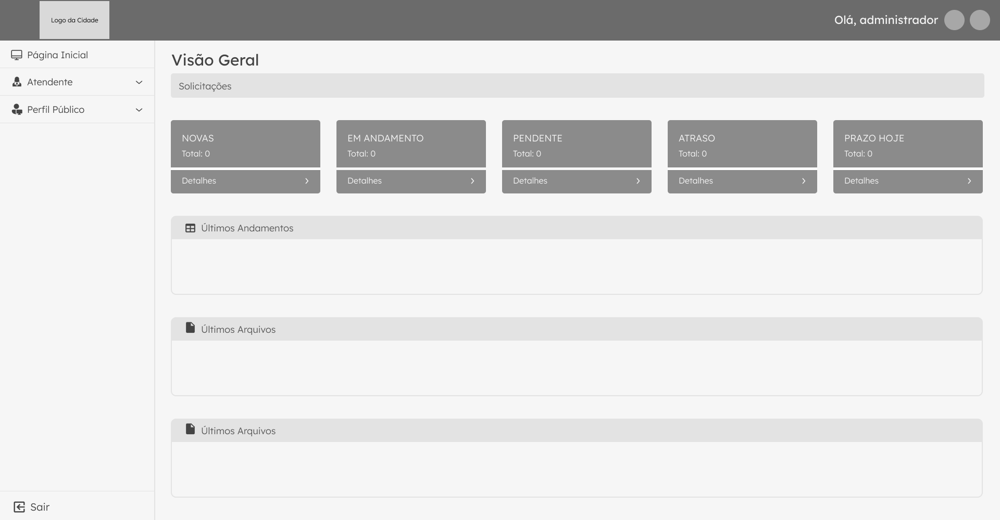 Logo da Cidade
Olá, administrador
Página Inicial
Atendente
Perfil Público
Sair
Visão Geral
Solicitações
NOVAS
Total: 0
Detalhes
EM ANDAMENTO
Total: 0
Detalhes
PENDENTE
Total: 0
Detalhes
ATRASO
Total: 0
Detalhes
PRAZO HOJE
Total: 0
Detalhes
Últimos Andamentos
Últimos Arquivos
Últimos Arquivos